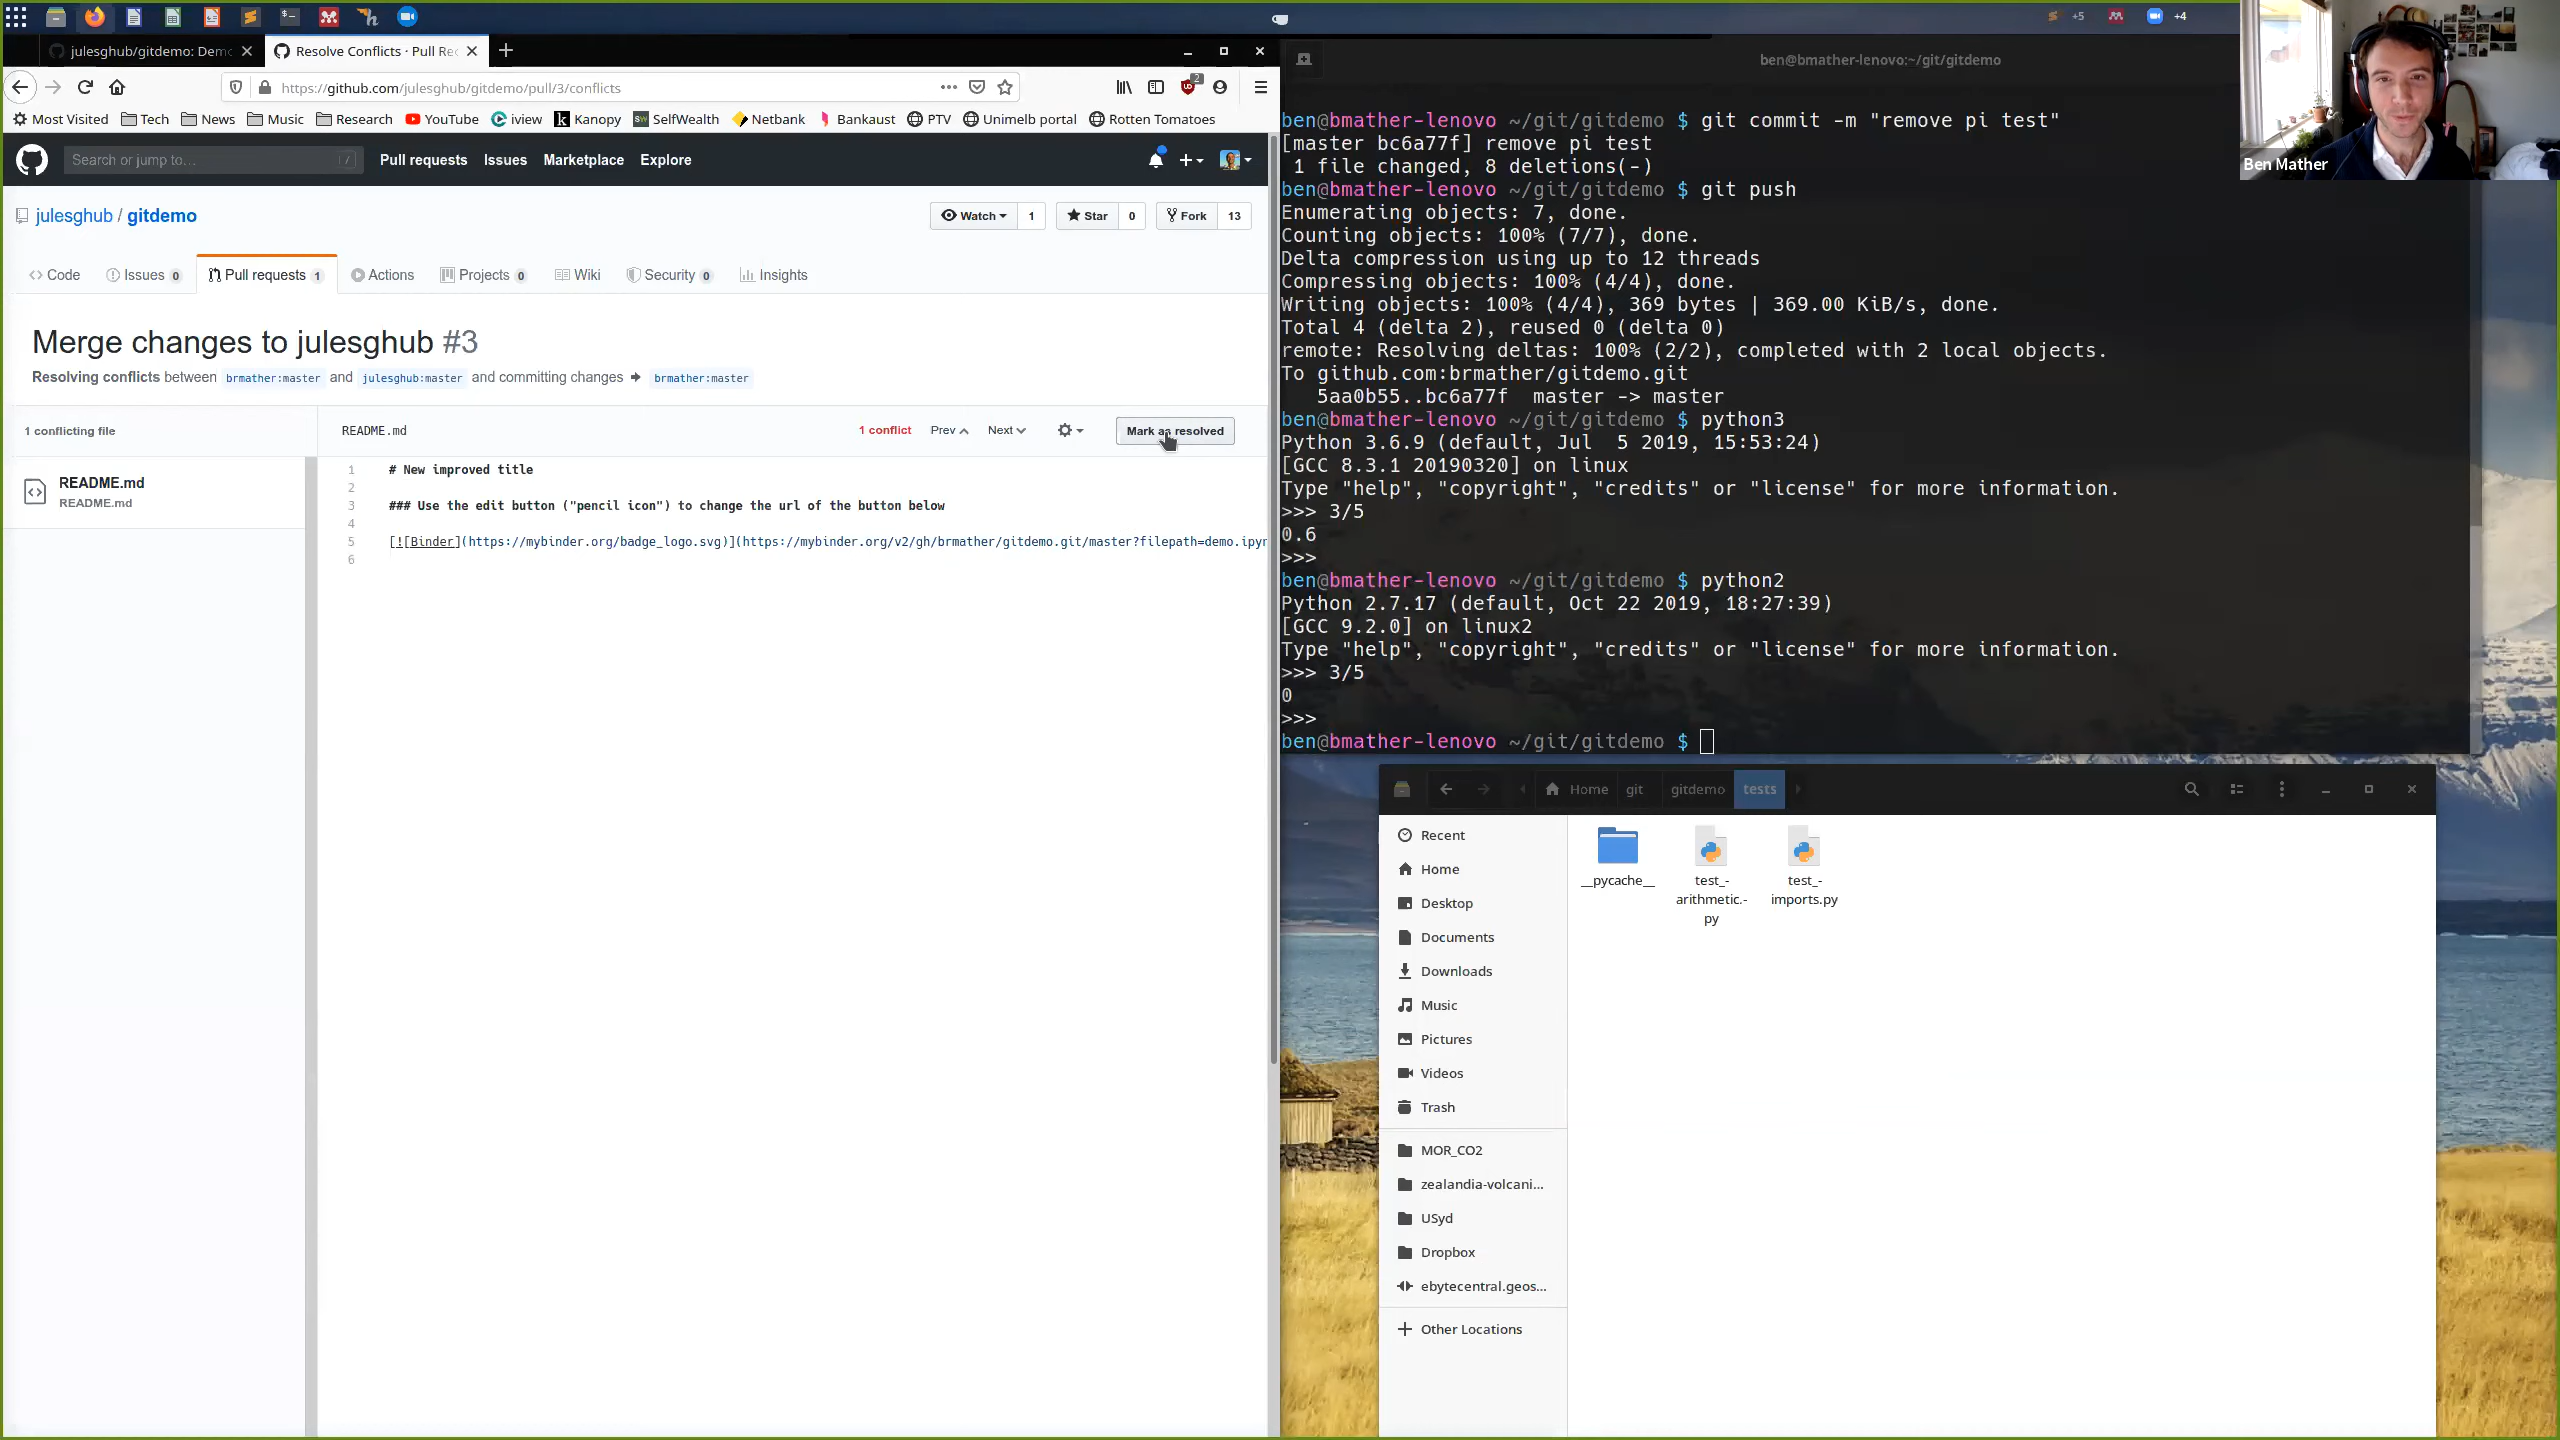 +5
+4
julesghub/gitdemo: Demo
Resolve Conflicts · Pull Re
https://github.com/julesghub/gitdemo/pull/3/conflicts
2
Most Visited
Tech
News
Music
Research
YouTube
iview
Kanopy
SelfWealth
Netbank
Bankaust
PTV
Unimelb portal
Rotten Tomatoes
Search or jump to…
/
Pull requests
Issues
Marketplace
Explore
julesghub / gitdemo
Watch 1
Star 0
Fork 13
Code
Issues 0
Pull requests 1
Actions
Projects 0
Wiki
Security 0
Insights
Merge changes to julesghub #3
Resolving conflicts between brmather:master and julesghub:master and committing changes brmather:master
1 conflicting file
README.md
1 conflict
Prev
Next
Mark as resolved
README.md
README.md
1 # New improved title
2
3 ### Use the edit button ("pencil icon") to change the url of the button below
4
5 [![Binder](https://mybinder.org/badge_logo.svg)](https://mybinder.org/v2/gh/brmather/gitdemo.git/master?filepath=demo.ipyn
6
ben@bmather-lenovo:~/git/gitdemo
ben@bmather-lenovo ~/git/gitdemo $ git commit -m "remove pi test"
[master bc6a77f] remove pi test
1 file changed, 8 deletions(-)
ben@bmather-lenovo ~/git/gitdemo $ git push
Enumerating objects: 7, done.
Counting objects: 100% (7/7), done.
Delta compression using up to 12 threads
Compressing objects: 100% (4/4), done.
Writing objects: 100% (4/4), 369 bytes | 369.00 KiB/s, done.
Total 4 (delta 2), reused 0 (delta 0)
remote: Resolving deltas: 100% (2/2), completed with 2 local objects.
To github.com:brmather/gitdemo.git
5aa0b55..bc6a77f  master -> master
ben@bmather-lenovo ~/git/gitdemo $ python3
Python 3.6.9 (default, Jul  5 2019, 15:53:24)
[GCC 8.3.1 20190320] on linux
Type "help", "copyright", "credits" or "license" for more information.
>>> 3/5
0.6
>>>
ben@bmather-lenovo ~/git/gitdemo $ python2
Python 2.7.17 (default, Oct 22 2019, 18:27:39)
[GCC 9.2.0] on linux2
Type "help", "copyright", "credits" or "license" for more information.
>>> 3/5
0
>>>
ben@bmather-lenovo ~/git/gitdemo $
Ben Mather
Home
git
gitdemo
tests
Recent
Home
Desktop
Documents
Downloads
Music
Pictures
Videos
Trash
MOR_CO2
zealandia-volcani...
USyd
Dropbox
ebytecentral.geos...
Other Locations
__pycache__
test_-
arithmetic.-
py
test_-
imports.py